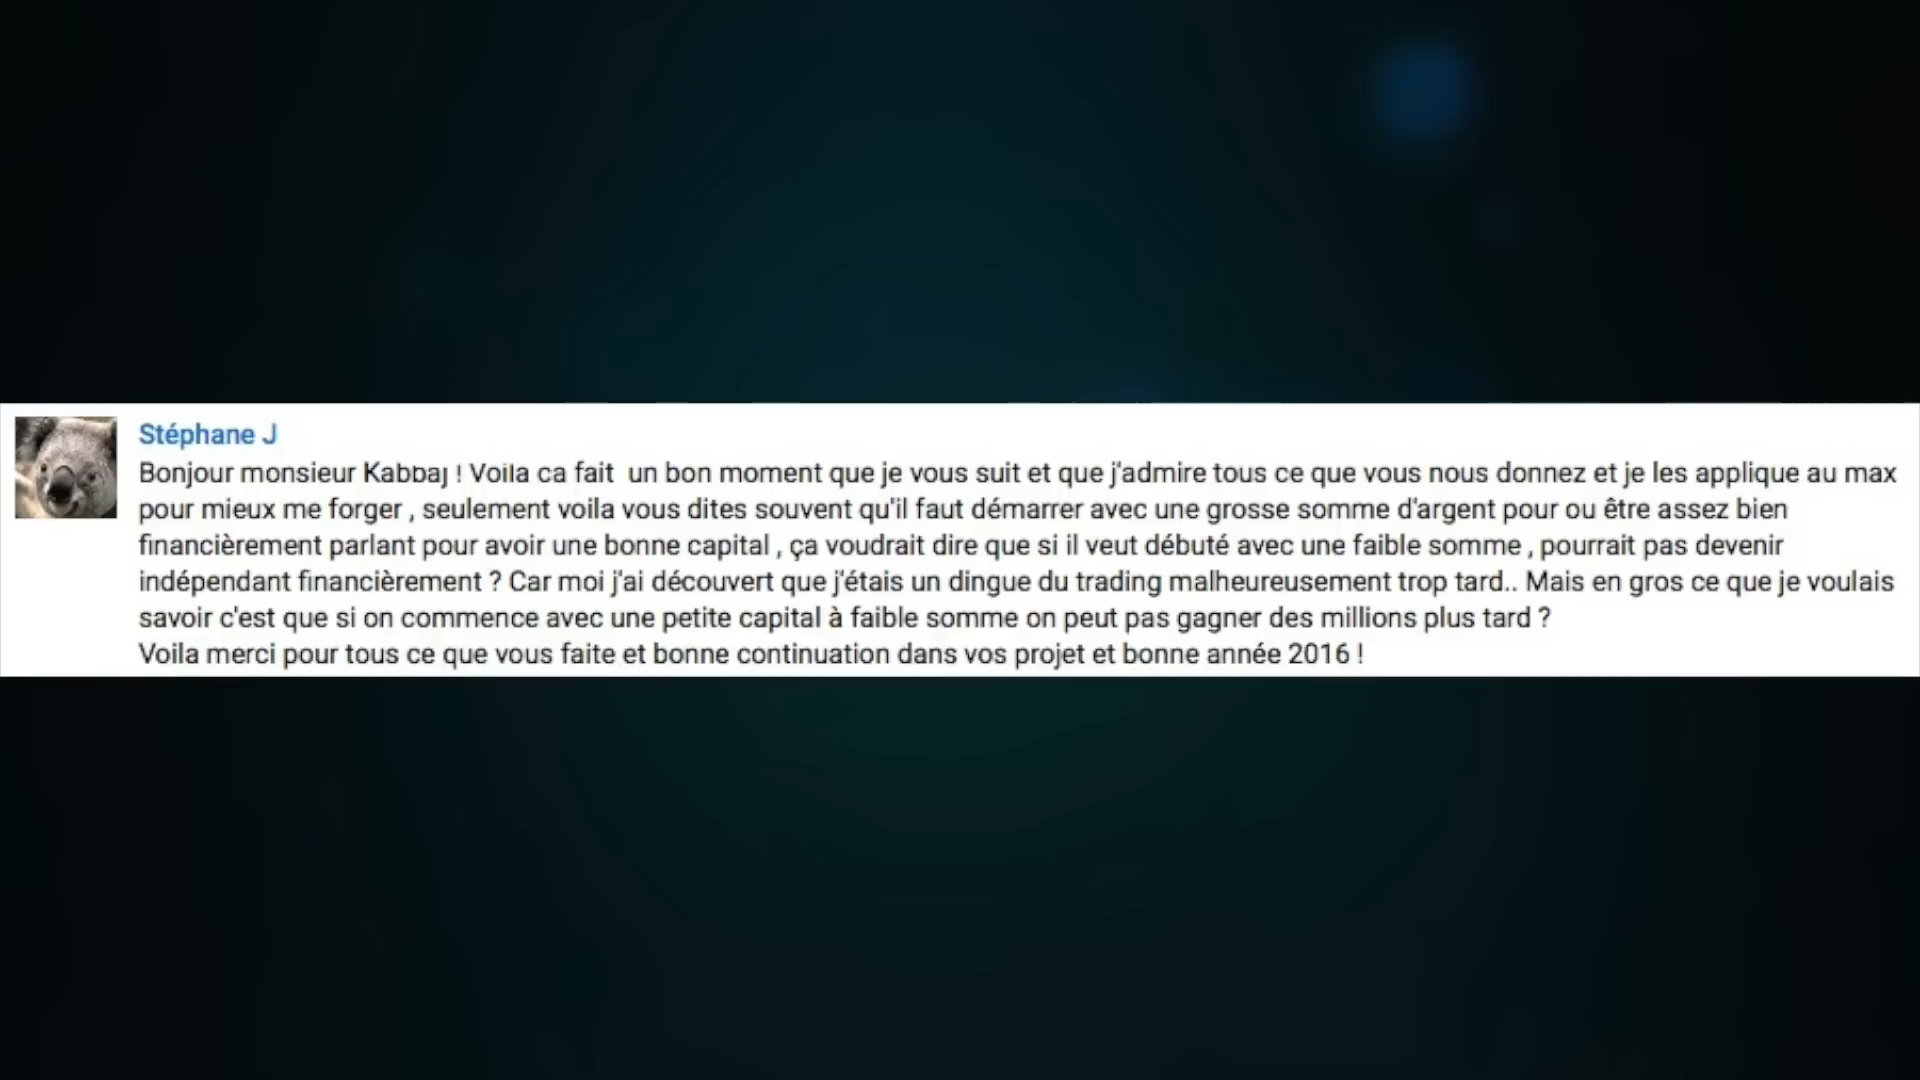 Stéphane J
Bonjour monsieur Kabbaj ! Voila ca fait un bon moment que je vous suit et que j'admire tous ce que vous nous donnez et je les applique au max
pour mieux me forger , seulement voila vous dites souvent qu'il faut démarrer avec une grosse somme d'argent pour ou être assez bien
financièrement parlant pour avoir une bonne capital , ça voudrait dire que si il veut débuté avec une faible somme , pourrait pas devenir
indépendant financièrement ? Car moi j'ai découvert que j'étais un dingue du trading malheureusement trop tard.. Mais en gros ce que je voulais
savoir c'est que si on commence avec une petite capital à faible somme on peut pas gagner des millions plus tard ?
Voila merci pour tous ce que vous faite et bonne continuation dans vos projet et bonne année 2016 !